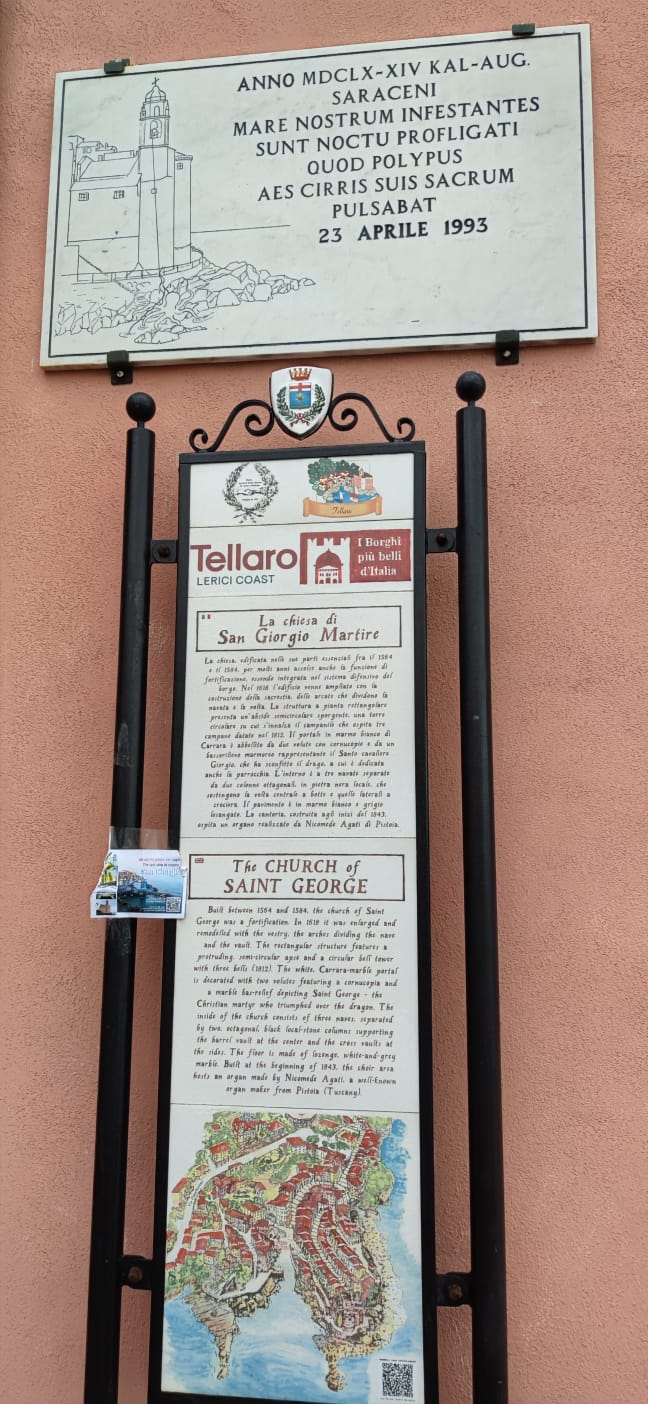 ANNO MDCLX-XIV KAL-AUG.
SARACENI
MARE NOSTRUM INFESTANTES
SUNT NOCTU PROFLIGATI
QUOD POLYPUS
AES CIRRIS SUIS SACRUM
PULSABAT
23 APRILE 1993
Tellaro
Tellaro
LERICI COAST
I Borghi
più belli
d'Italia
La chiesa di
San Giorgio Martire
La chiesa, edificata nelle sue parti essenziali fra il 1564
e il 1584, per molti anni assolse anche la funzione di
fortificazione, essendo integrata nel sistema difensivo del
borgo. Nel 1618 l'edificio venne ampliato con la
costruzione della sacrestia, delle arcate che dividono la
navata e la volta. La struttura a pianta rettangolare
presenta un'abside semicircolare sporgente, una torre
circolare su cui s'innalza il campanile che ospita tre
campane datate nel 1812. Il portale in marmo bianco di
Carrara è abbellito da due volute con cornucopie e da un
bassorilievo marmoreo rappresentante il Santo cavaliere
Giorgio, che ha sconfitto il drago, a cui è dedicata
anche la parrocchia. L'interno è a tre navate separate
da due colonne ottagonali, in pietra nera locale, che
sostengono la volta centrale a botte e quelle laterali a
crociera. Il pavimento è in marmo bianco e grigio
losangato. La cantoria, costruita agli inizi del 1843,
ospita un organo realizzato da Nicomede Agati di Pistoia.
The CHURCH of
SAINT GEORGE
Built between 1564 and 1584, the church of Saint
George was a fortification. In 1618 it was enlarged and
remodelled with the vestry, the arches dividing the nave
and the vault. The rectangular structure features a
protruding, semi-circular apse and a circular bell tower
with three bells (1812). The white, Carrara-marble portal
is decorated with two volutes featuring a cornucopia and
a marble bas-relief depicting Saint George - the
Christian martyr who triumphed over the dragon. The
inside of the church consists of three naves, separated
by two, octagonal, black local-stone columns supporting
the barrel vault at the center and the cross vaults at
the sides. The floor is made of lozenge, white-and-grey
marble. Built at the beginning of 1843, the choir area
hosts an organ made by Nicomede Agati, a well-known
organ maker from Pistoia (Tuscany).
San Giorgio